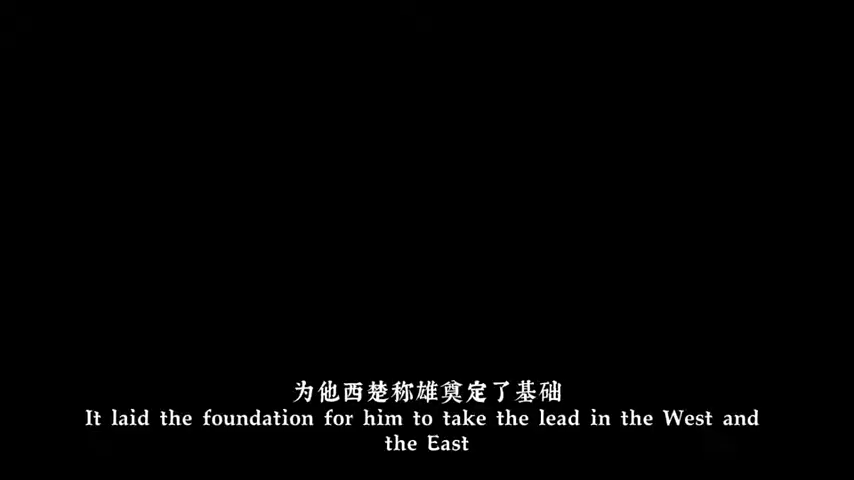 为他西楚称雄奠定了基础
It laid the foundation for him to take the lead in the West and
the East